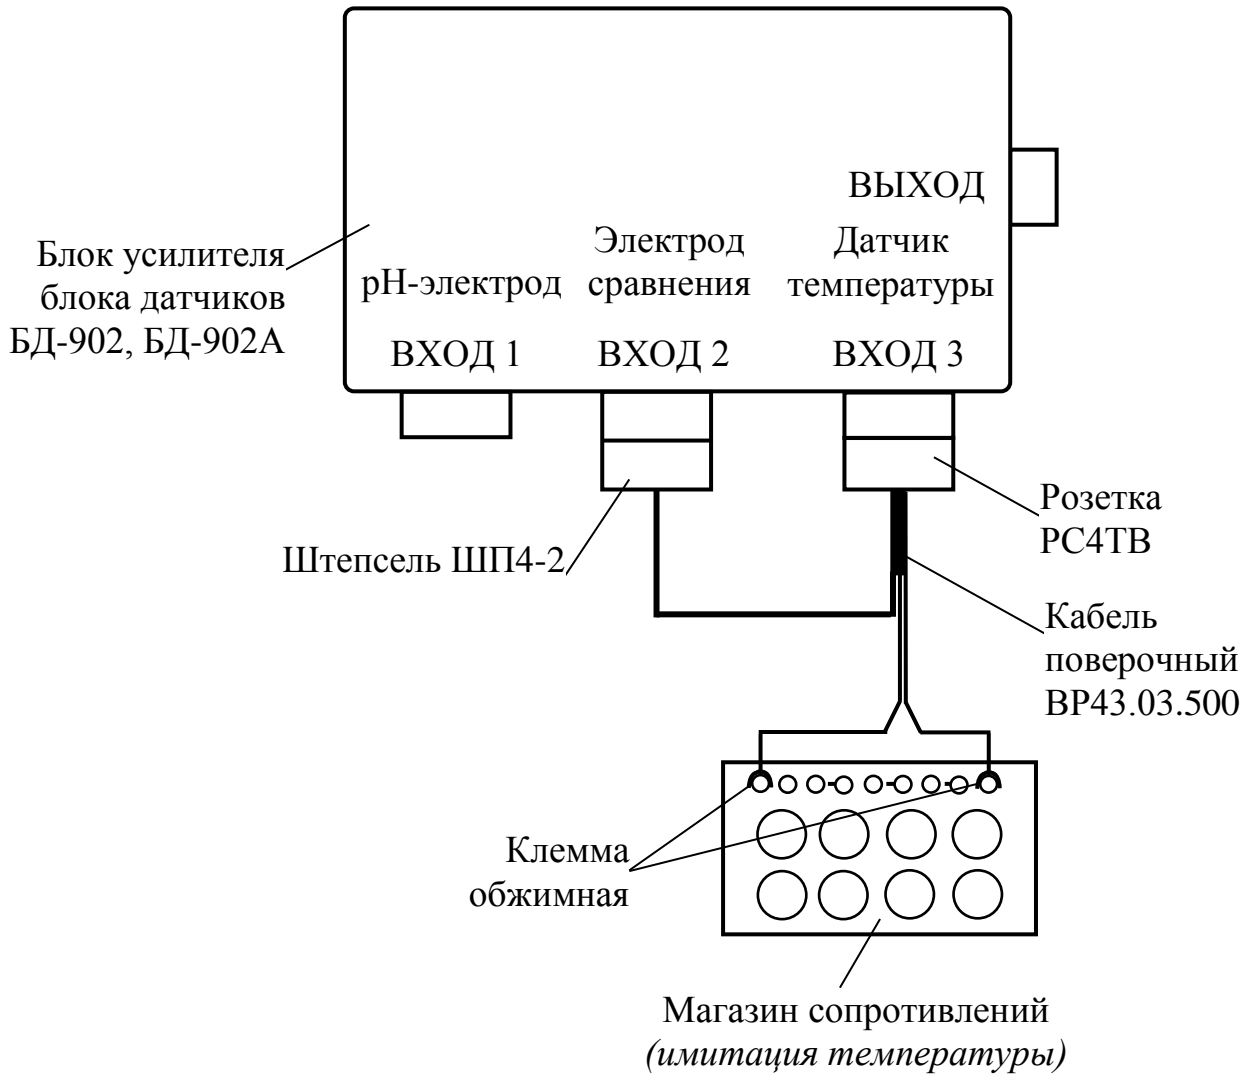 ВЫХОД
Блок усилителя
блока датчиков
БД-902, БД-902А
pH-электрод
Электрод
сравнения
Датчик
температуры
ВХОД 1
ВХОД 2
ВХОД 3
Розетка
РС4ТВ
Штепсель ШП4-2
Кабель
поверочный
ВР43.03.500
Клемма
обжимная
Магазин сопротивлений
(имитация температуры)